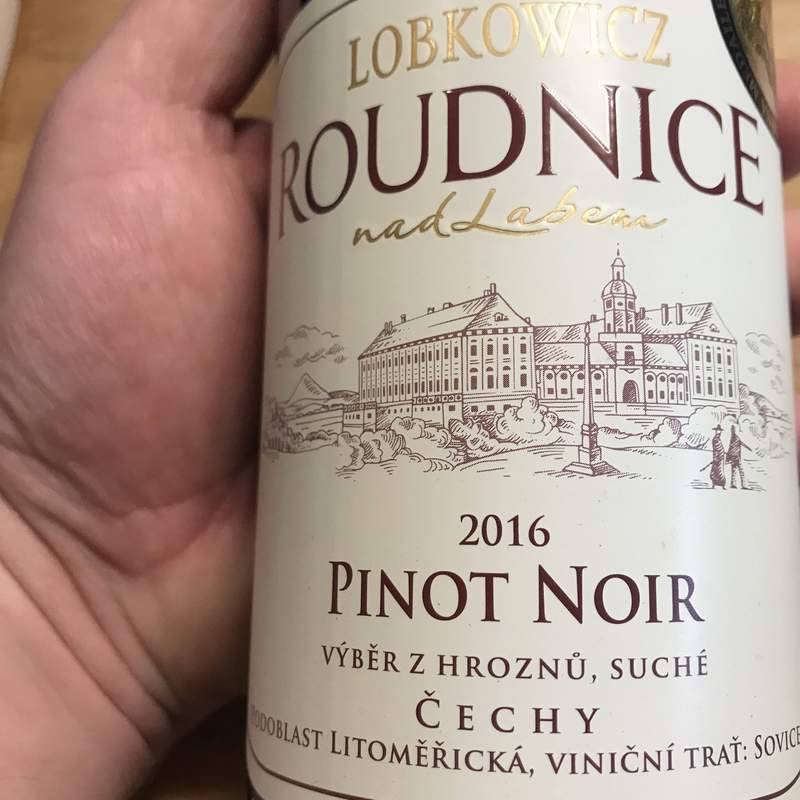 LOBKOWICZ
ROUDNICE
nad Labem
2016
PINOT NOIR
VÝBĚR Z HROZNŮ, SUCHÉ
ČECHY
LITOMĚŘICKÁ, VINIČNÍ TRAŤ: SOVICE